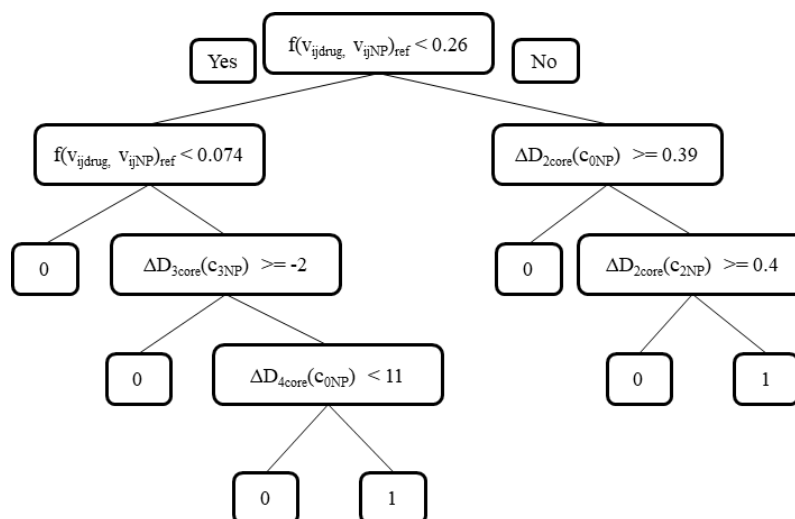 f(v_ijdrug, v_ijNP)_ref < 0.26
Yes
No
f(v_ijdrug, v_ijNP)_ref < 0.074
ΔD_2core(c_0NP) >= 0.39
0
ΔD_3core(c_3NP) >= -2
0
ΔD_2core(c_2NP) >= 0.4
0
ΔD_4core(c_0NP) < 11
0
1
0
1